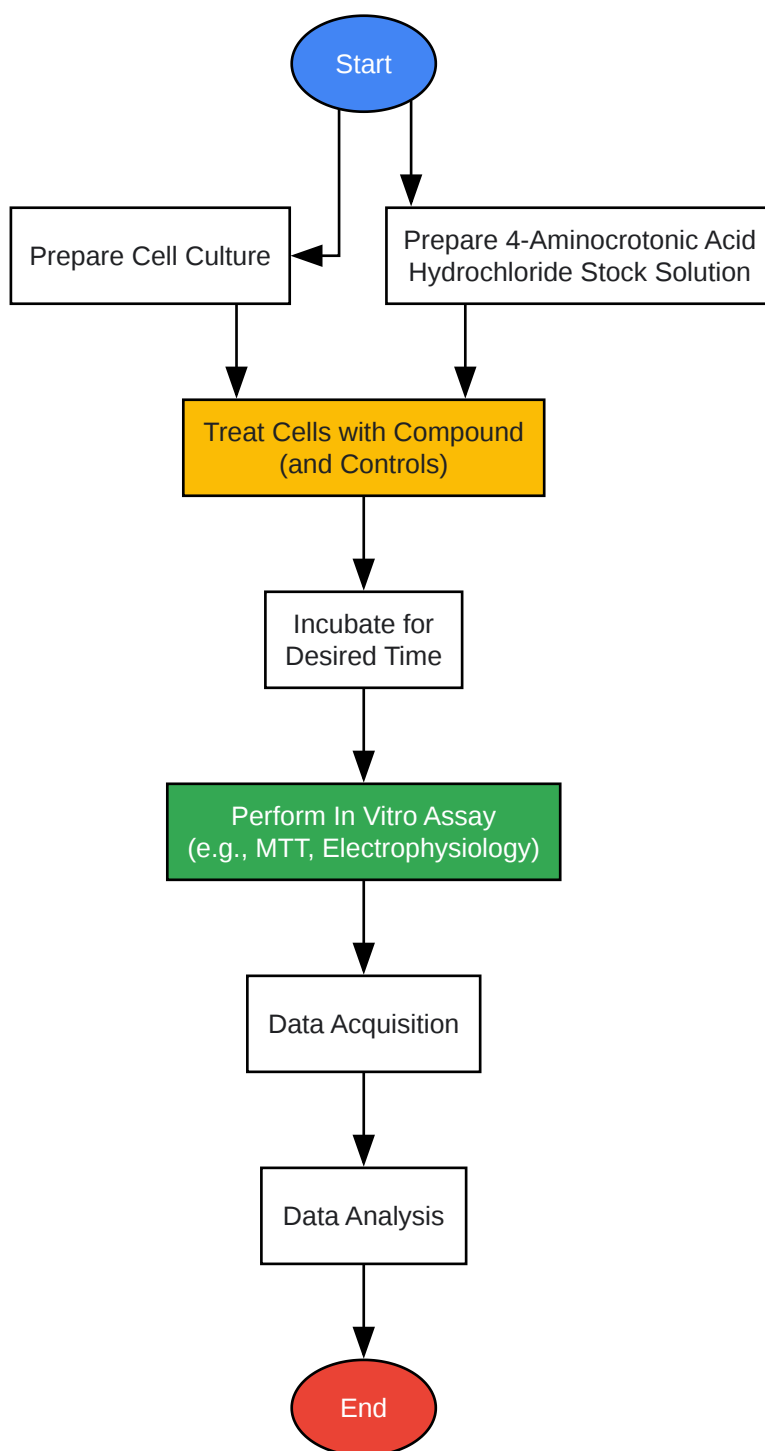 Start
Prepare Cell Culture
Prepare 4-Aminocrotonic Acid
Hydrochloride Stock Solution
Treat Cells with Compound
(and Controls)
Incubate for
Desired Time
Perform In Vitro Assay
(e.g., MTT, Electrophysiology)
Data Acquisition
Data Analysis
End